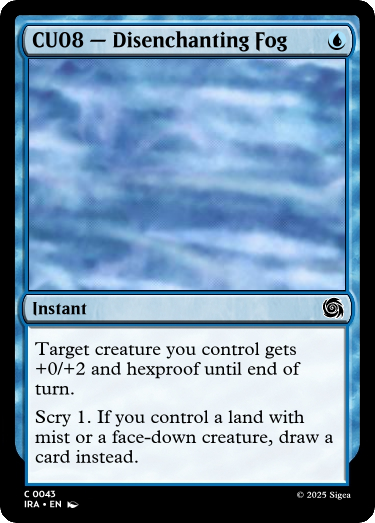 CU08 — Disenchanting Fog
Instant
Target creature you control gets
+0/+2 and hexproof until end of
turn.
Scry 1. If you control a land with
mist or a face-down creature, draw a
card instead.
C 0043
IRA • EN
© 2025 Sigea